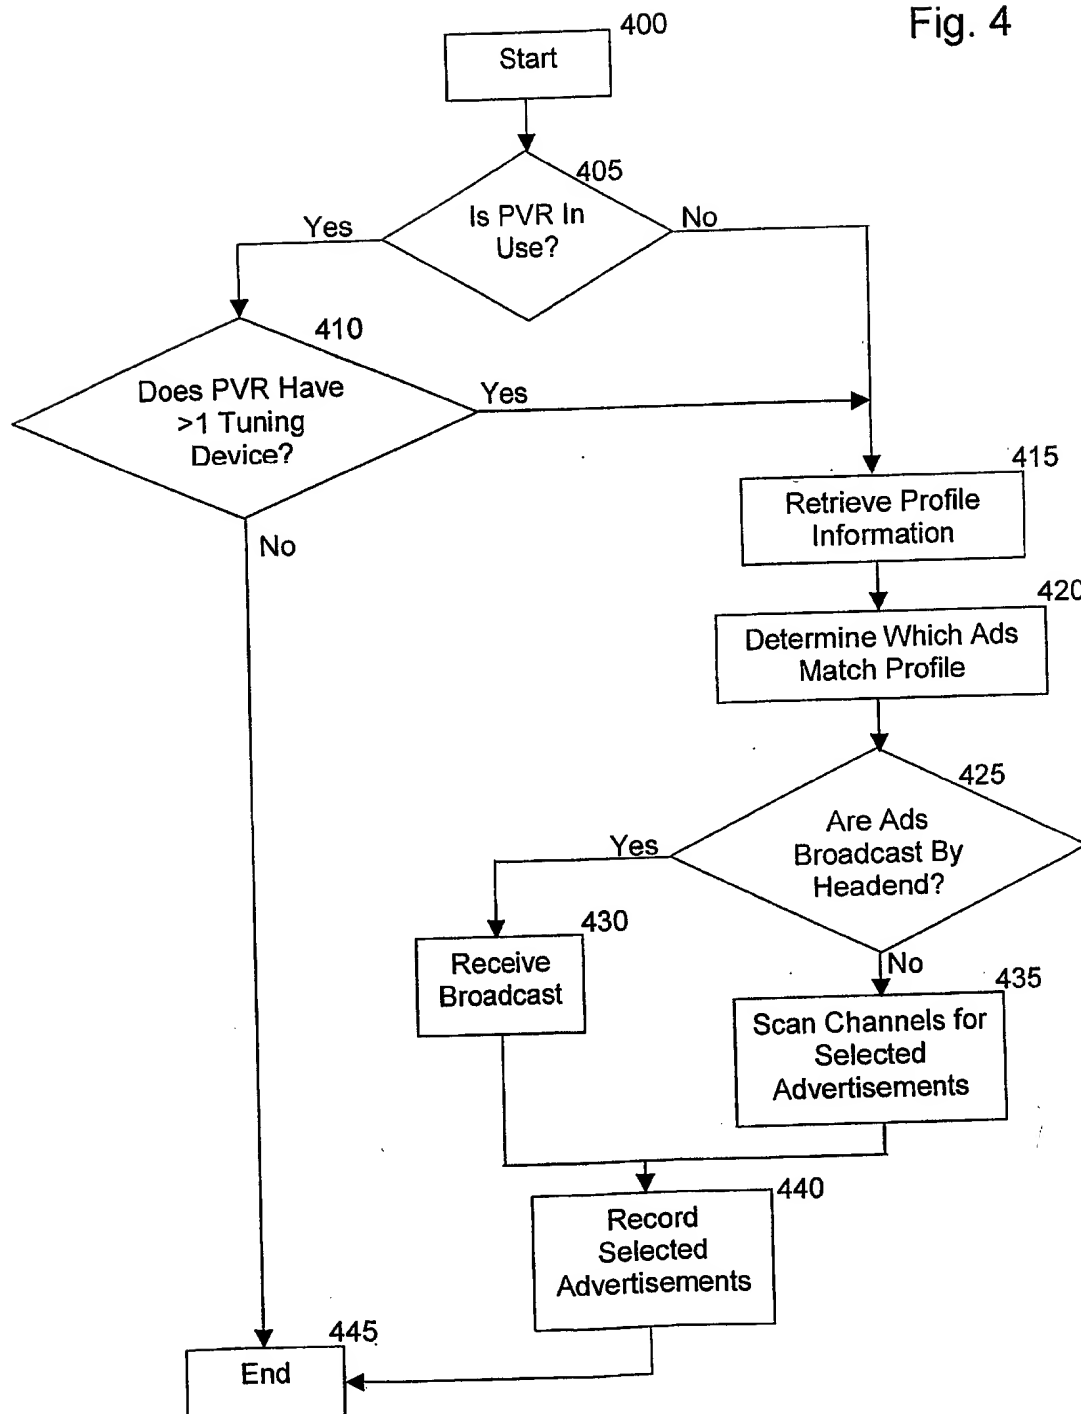 Fig. 4
400
Start
405
Is PVR In
Use?
Yes
No
410
Does PVR Have
>1 Tuning
Device?
Yes
No
415
Retrieve Profile
Information
420
Determine Which Ads
Match Profile
425
Are Ads
Broadcast By
Headend?
Yes
No
430
Receive
Broadcast
435
Scan Channels for
Selected
Advertisements
440
Record
Selected
Advertisements
445
End